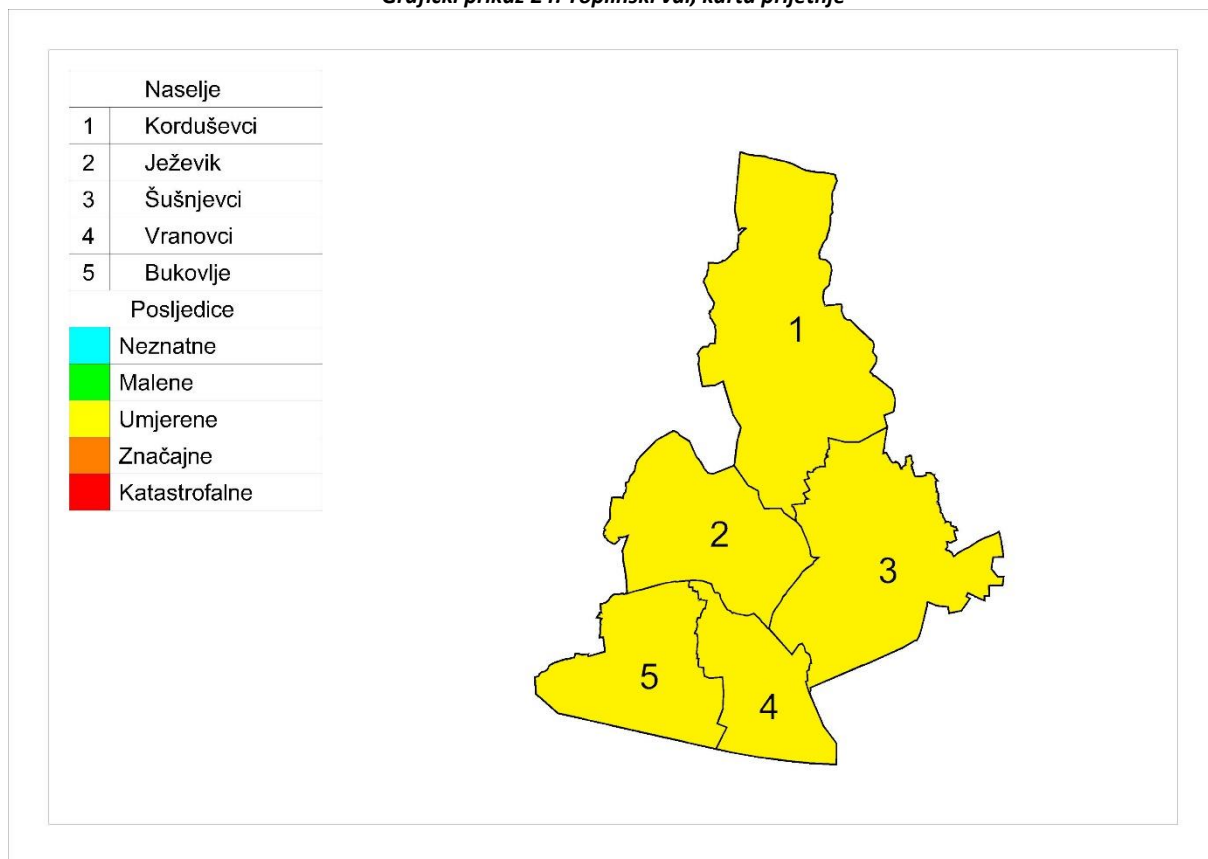 Grafički prikaz 24: Toplinski val, karta prijetnje
Naselje
1 Korduševci
2 Ježevik
3 Šušnjevci
4 Vranovci
5 Bukovlje
Posljedice
Neznatne
Malene
Umjerene
Značajne
Katastrofalne
1
2
3
5
4